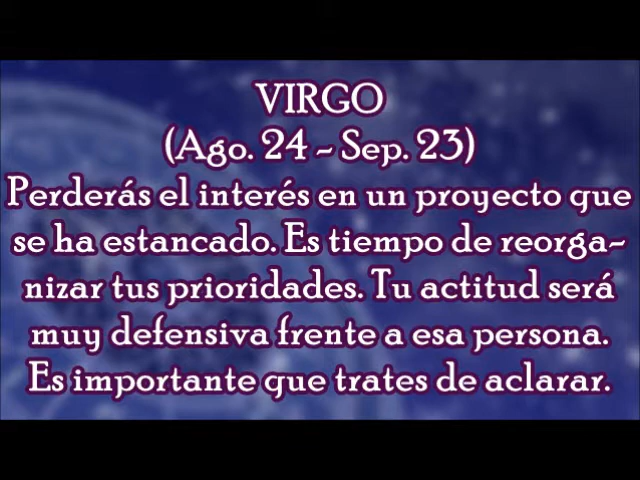 VIRGO
(Ago. 24 - Sep. 23)
Perderás el interés en un proyecto que
se ha estancado. Es tiempo de reorga-
nizar tus prioridades. Tu actitud será
muy defensiva frente a esa persona.
Es importante que trates de aclarar.